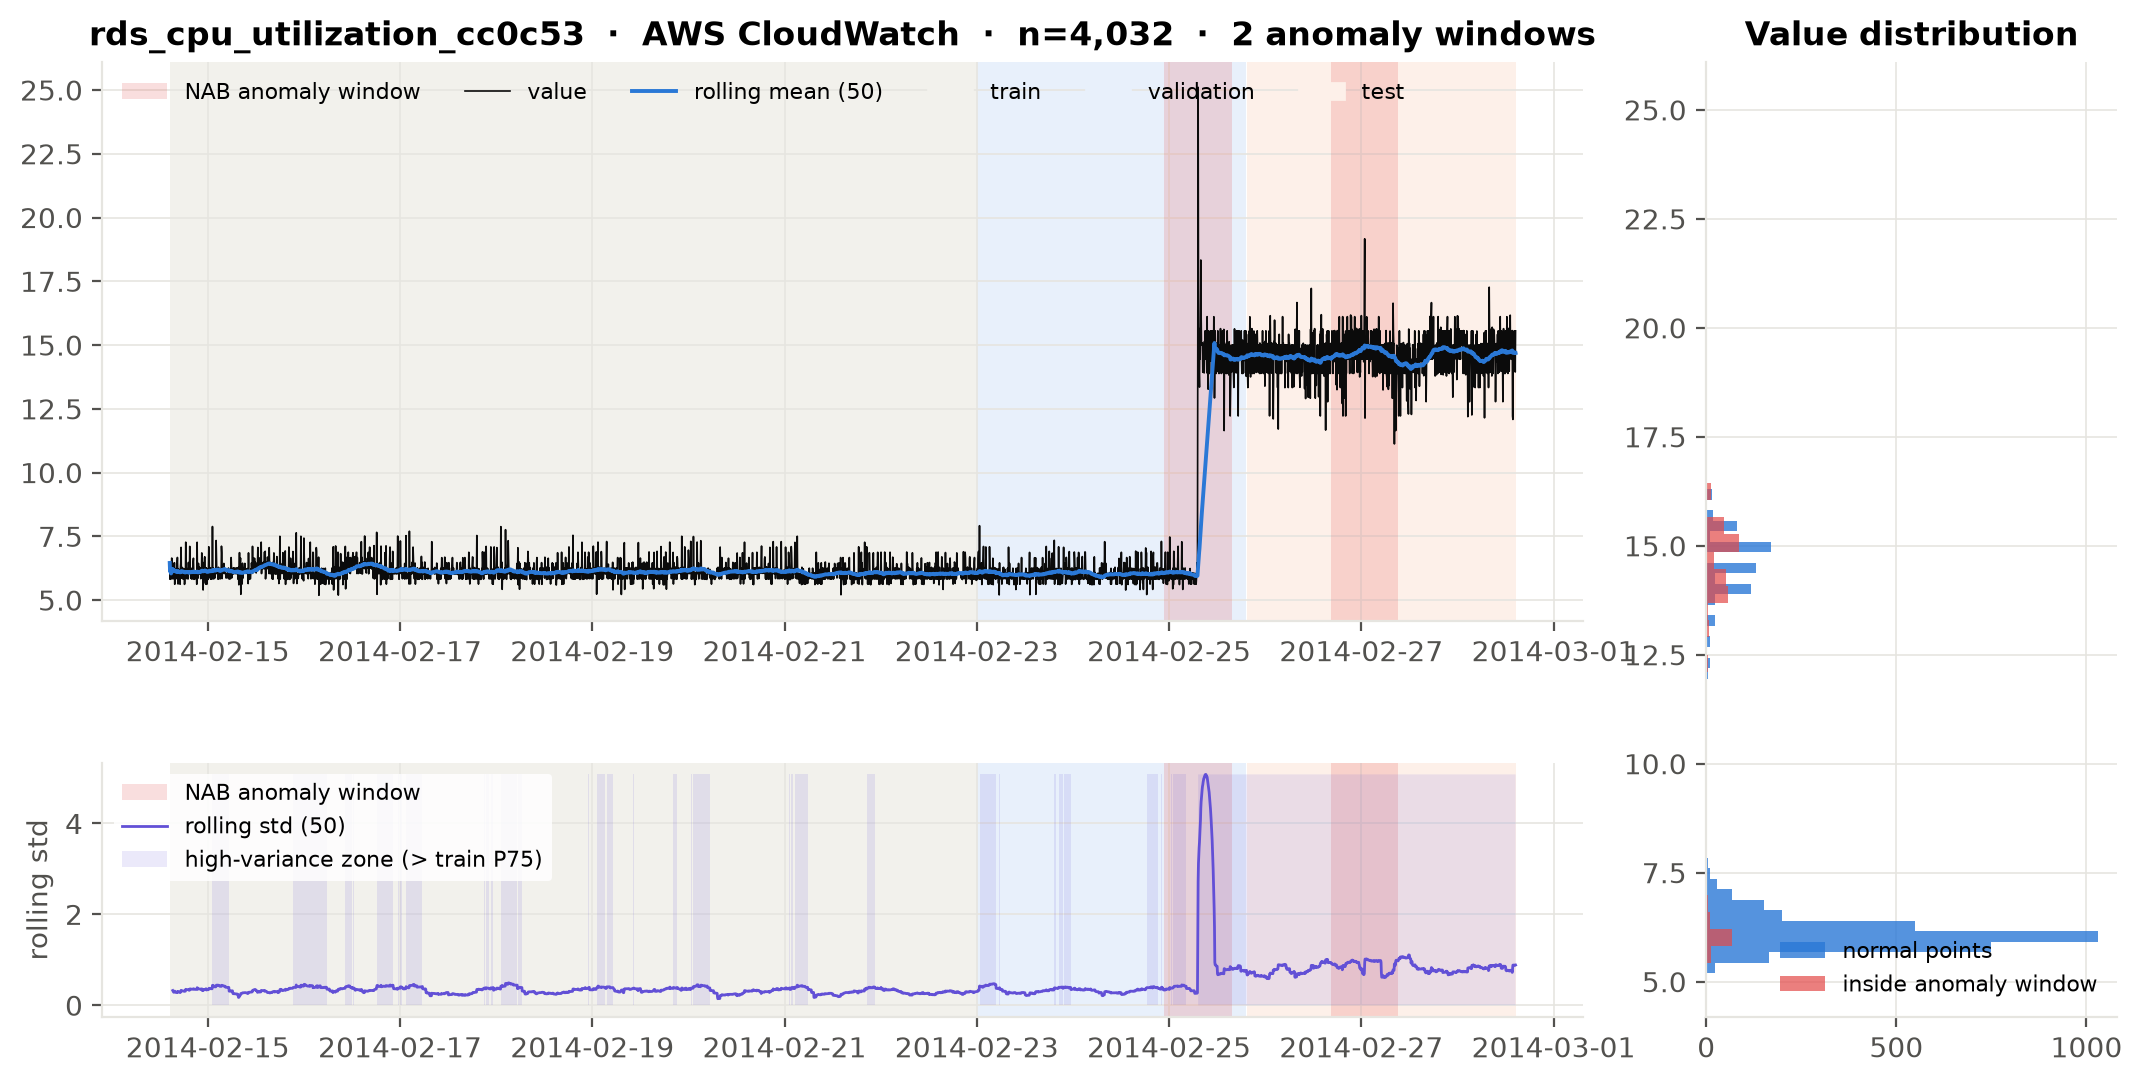 rds_cpu_utilization_cc0c53 · AWS CloudWatch · n=4,032 · 2 anomaly windows
NAB anomaly window
value
rolling mean (50)
train
validation
test
25.0
22.5
20.0
17.5
15.0
12.5
10.0
7.5
5.0
2014-02-15
2014-02-17
2014-02-19
2014-02-21
2014-02-23
2014-02-25
2014-02-27
2014-03-01
rolling std
NAB anomaly window
rolling std (50)
high-variance zone (> train P75)
4
2
0
2014-02-15
2014-02-17
2014-02-19
2014-02-21
2014-02-23
2014-02-25
2014-02-27
2014-03-01
Value distribution
25.0
22.5
20.0
17.5
15.0
12.5
10.0
7.5
5.0
normal points
inside anomaly window
0
500
1000